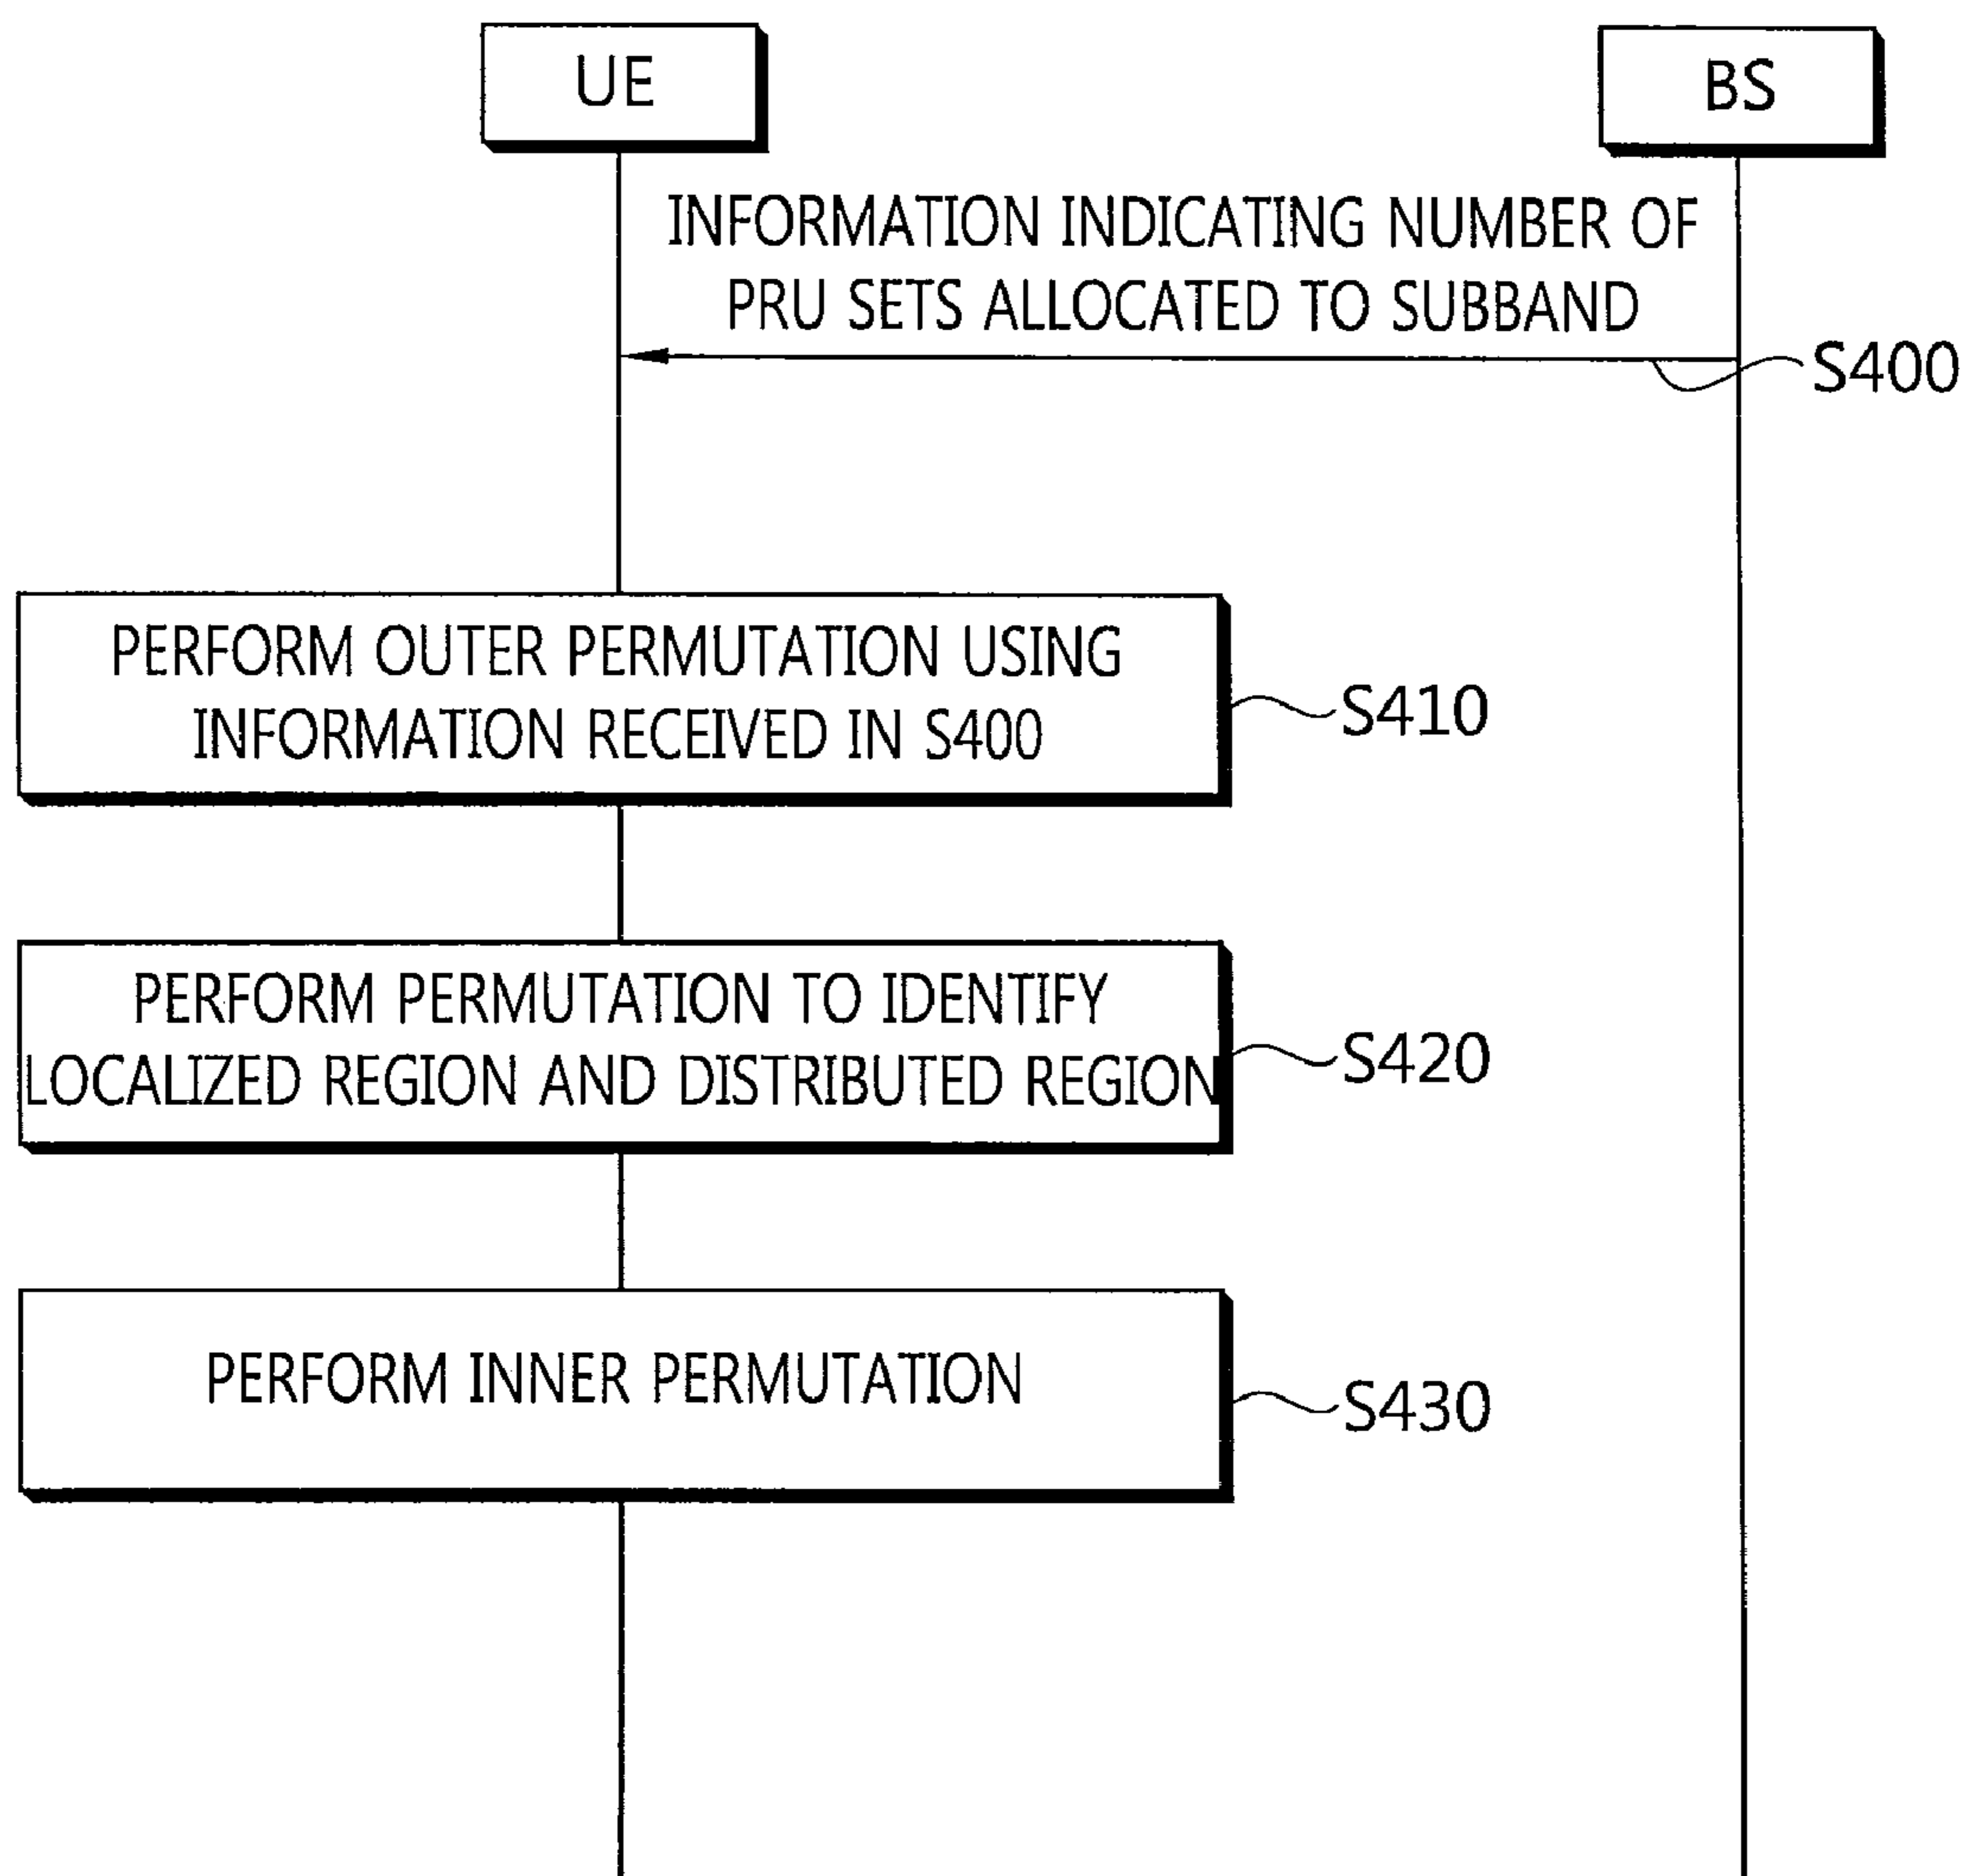 UE
BS
INFORMATION INDICATING NUMBER OF
PRU SETS ALLOCATED TO SUBBAND
S400
PERFORM OUTER PERMUTATION USING
INFORMATION RECEIVED IN S400
S410
PERFORM PERMUTATION TO IDENTIFY
LOCALIZED REGION AND DISTRIBUTED REGION
S420
PERFORM INNER PERMUTATION
S430